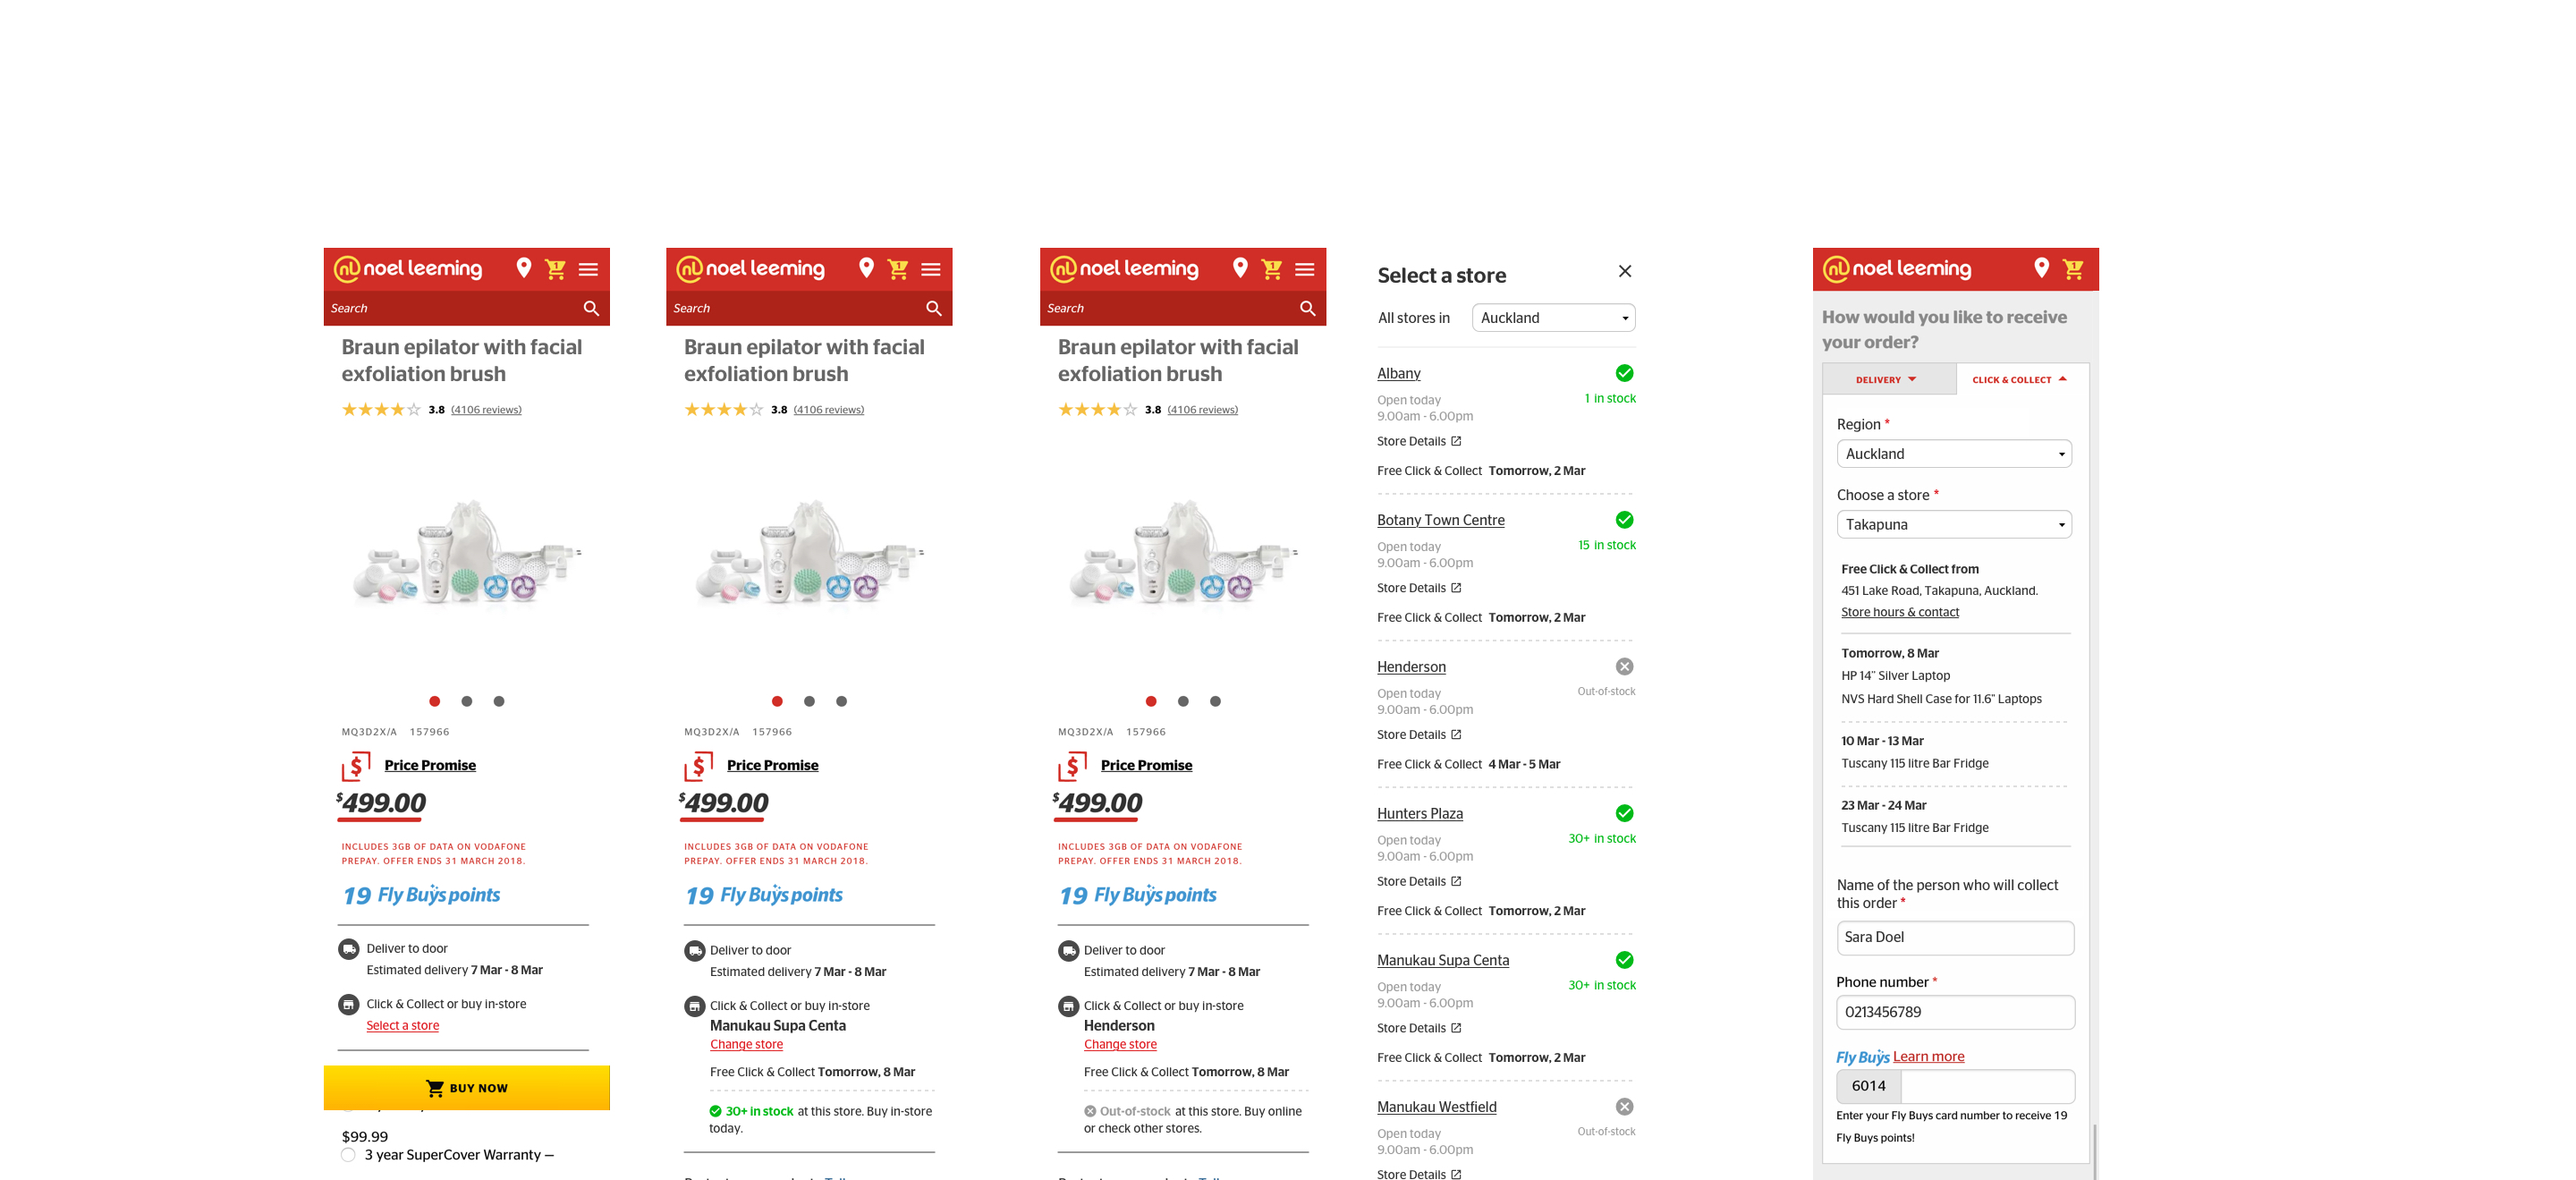 noel leeming
1
Search
Braun epilator with facial
exfoliation brush
3.8 (4106 reviews)
MQ3D2X/A 157966
$ Price Promise
$499.00
INCLUDES 3GB OF DATA ON VODAFONE
PREPAY. OFFER ENDS 31 MARCH 2018.
19 Fly Buys points
Deliver to door
Estimated delivery 7 Mar - 8 Mar
Click & Collect or buy in-store
Select a store
BUY NOW
$99.99
3 year SuperCover Warranty –
noel leeming
1
Search
Braun epilator with facial
exfoliation brush
3.8 (4106 reviews)
MQ3D2X/A 157966
$ Price Promise
$499.00
INCLUDES 3GB OF DATA ON VODAFONE
PREPAY. OFFER ENDS 31 MARCH 2018.
19 Fly Buys points
Deliver to door
Estimated delivery 7 Mar - 8 Mar
Click & Collect or buy in-store
Manukau Supa Centa
Change store
Free Click & Collect Tomorrow, 8 Mar
30+ in stock at this store. Buy in-store
today.
noel leeming
1
Search
Braun epilator with facial
exfoliation brush
3.8 (4106 reviews)
MQ3D2X/A 157966
$ Price Promise
$499.00
INCLUDES 3GB OF DATA ON VODAFONE
PREPAY. OFFER ENDS 31 MARCH 2018.
19 Fly Buys points
Deliver to door
Estimated delivery 7 Mar - 8 Mar
Click & Collect or buy in-store
Henderson
Change store
Free Click & Collect Tomorrow, 8 Mar
Out-of-stock at this store. Buy online
or check other stores.
Select a store
All stores in Auckland
Albany
Open today 1 in stock
9.00am - 6.00pm
Store Details
Free Click & Collect Tomorrow, 2 Mar
Botany Town Centre
Open today 15 in stock
9.00am - 6.00pm
Store Details
Free Click & Collect Tomorrow, 2 Mar
Henderson
Open today Out-of-stock
9.00am - 6.00pm
Store Details
Free Click & Collect 4 Mar - 5 Mar
Hunters Plaza
Open today 30+ in stock
9.00am - 6.00pm
Store Details
Free Click & Collect Tomorrow, 2 Mar
Manukau Supa Centa
Open today 30+ in stock
9.00am - 6.00pm
Store Details
Free Click & Collect Tomorrow, 2 Mar
Manukau Westfield
Open today Out-of-stock
9.00am - 6.00pm
Store Details
noel leeming
1
How would you like to receive
your order?
DELIVERY CLICK & COLLECT
Region *
Auckland
Choose a store *
Takapuna
Free Click & Collect from
451 Lake Road, Takapuna, Auckland.
Store hours & contact
Tomorrow, 8 Mar
HP 14" Silver Laptop
NVS Hard Shell Case for 11.6" Laptops
10 Mar - 13 Mar
Tuscany 115 litre Bar Fridge
23 Mar - 24 Mar
Tuscany 115 litre Bar Fridge
Name of the person who will collect
this order *
Sara Doel
Phone number *
0213456789
Fly Buys Learn more
6014
Enter your Fly Buys card number to receive 19
Fly Buys points!